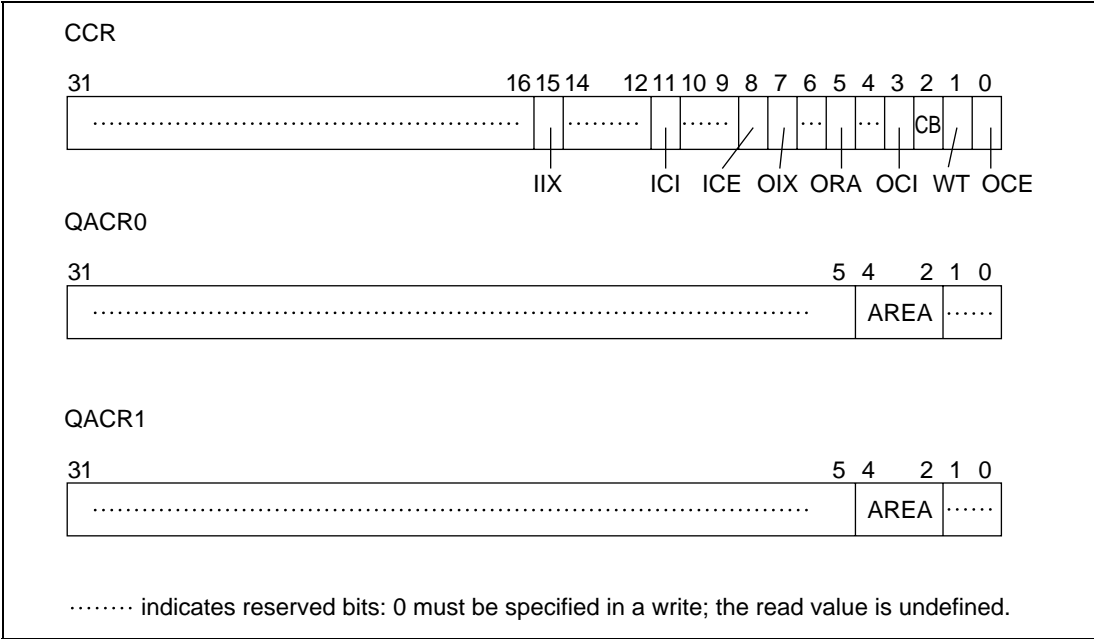 CCR
31 16 15 14 12 11 10 9 8 7 6 5 4 3 2 1 0
CB
IIX ICI ICE OIX ORA OCI WT OCE
QACR0
31 5 4 2 1 0
AREA
QACR1
31 5 4 2 1 0
AREA
········ indicates reserved bits: 0 must be specified in a write; the read value is undefined.